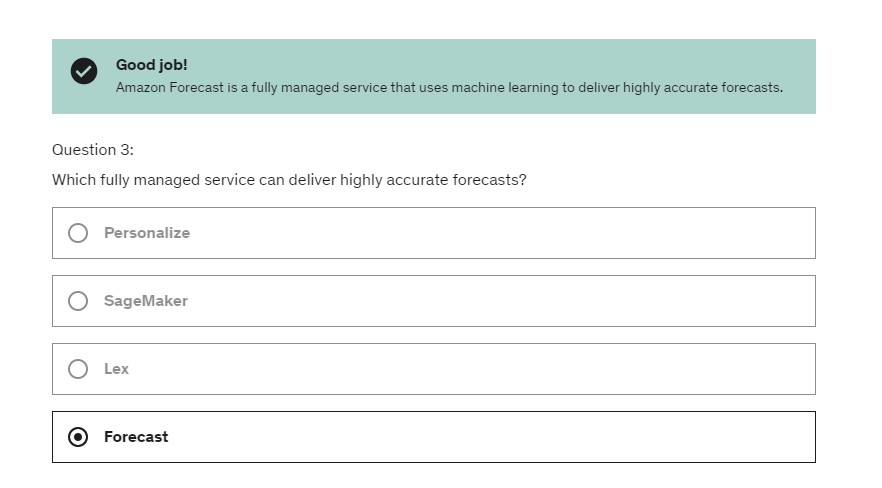 Good job!
Amazon Forecast is a fully managed service that uses machine learning to deliver highly accurate forecasts.
Question 3:
Which fully managed service can deliver highly accurate forecasts?
Personalize
SageMaker
Lex
Forecast